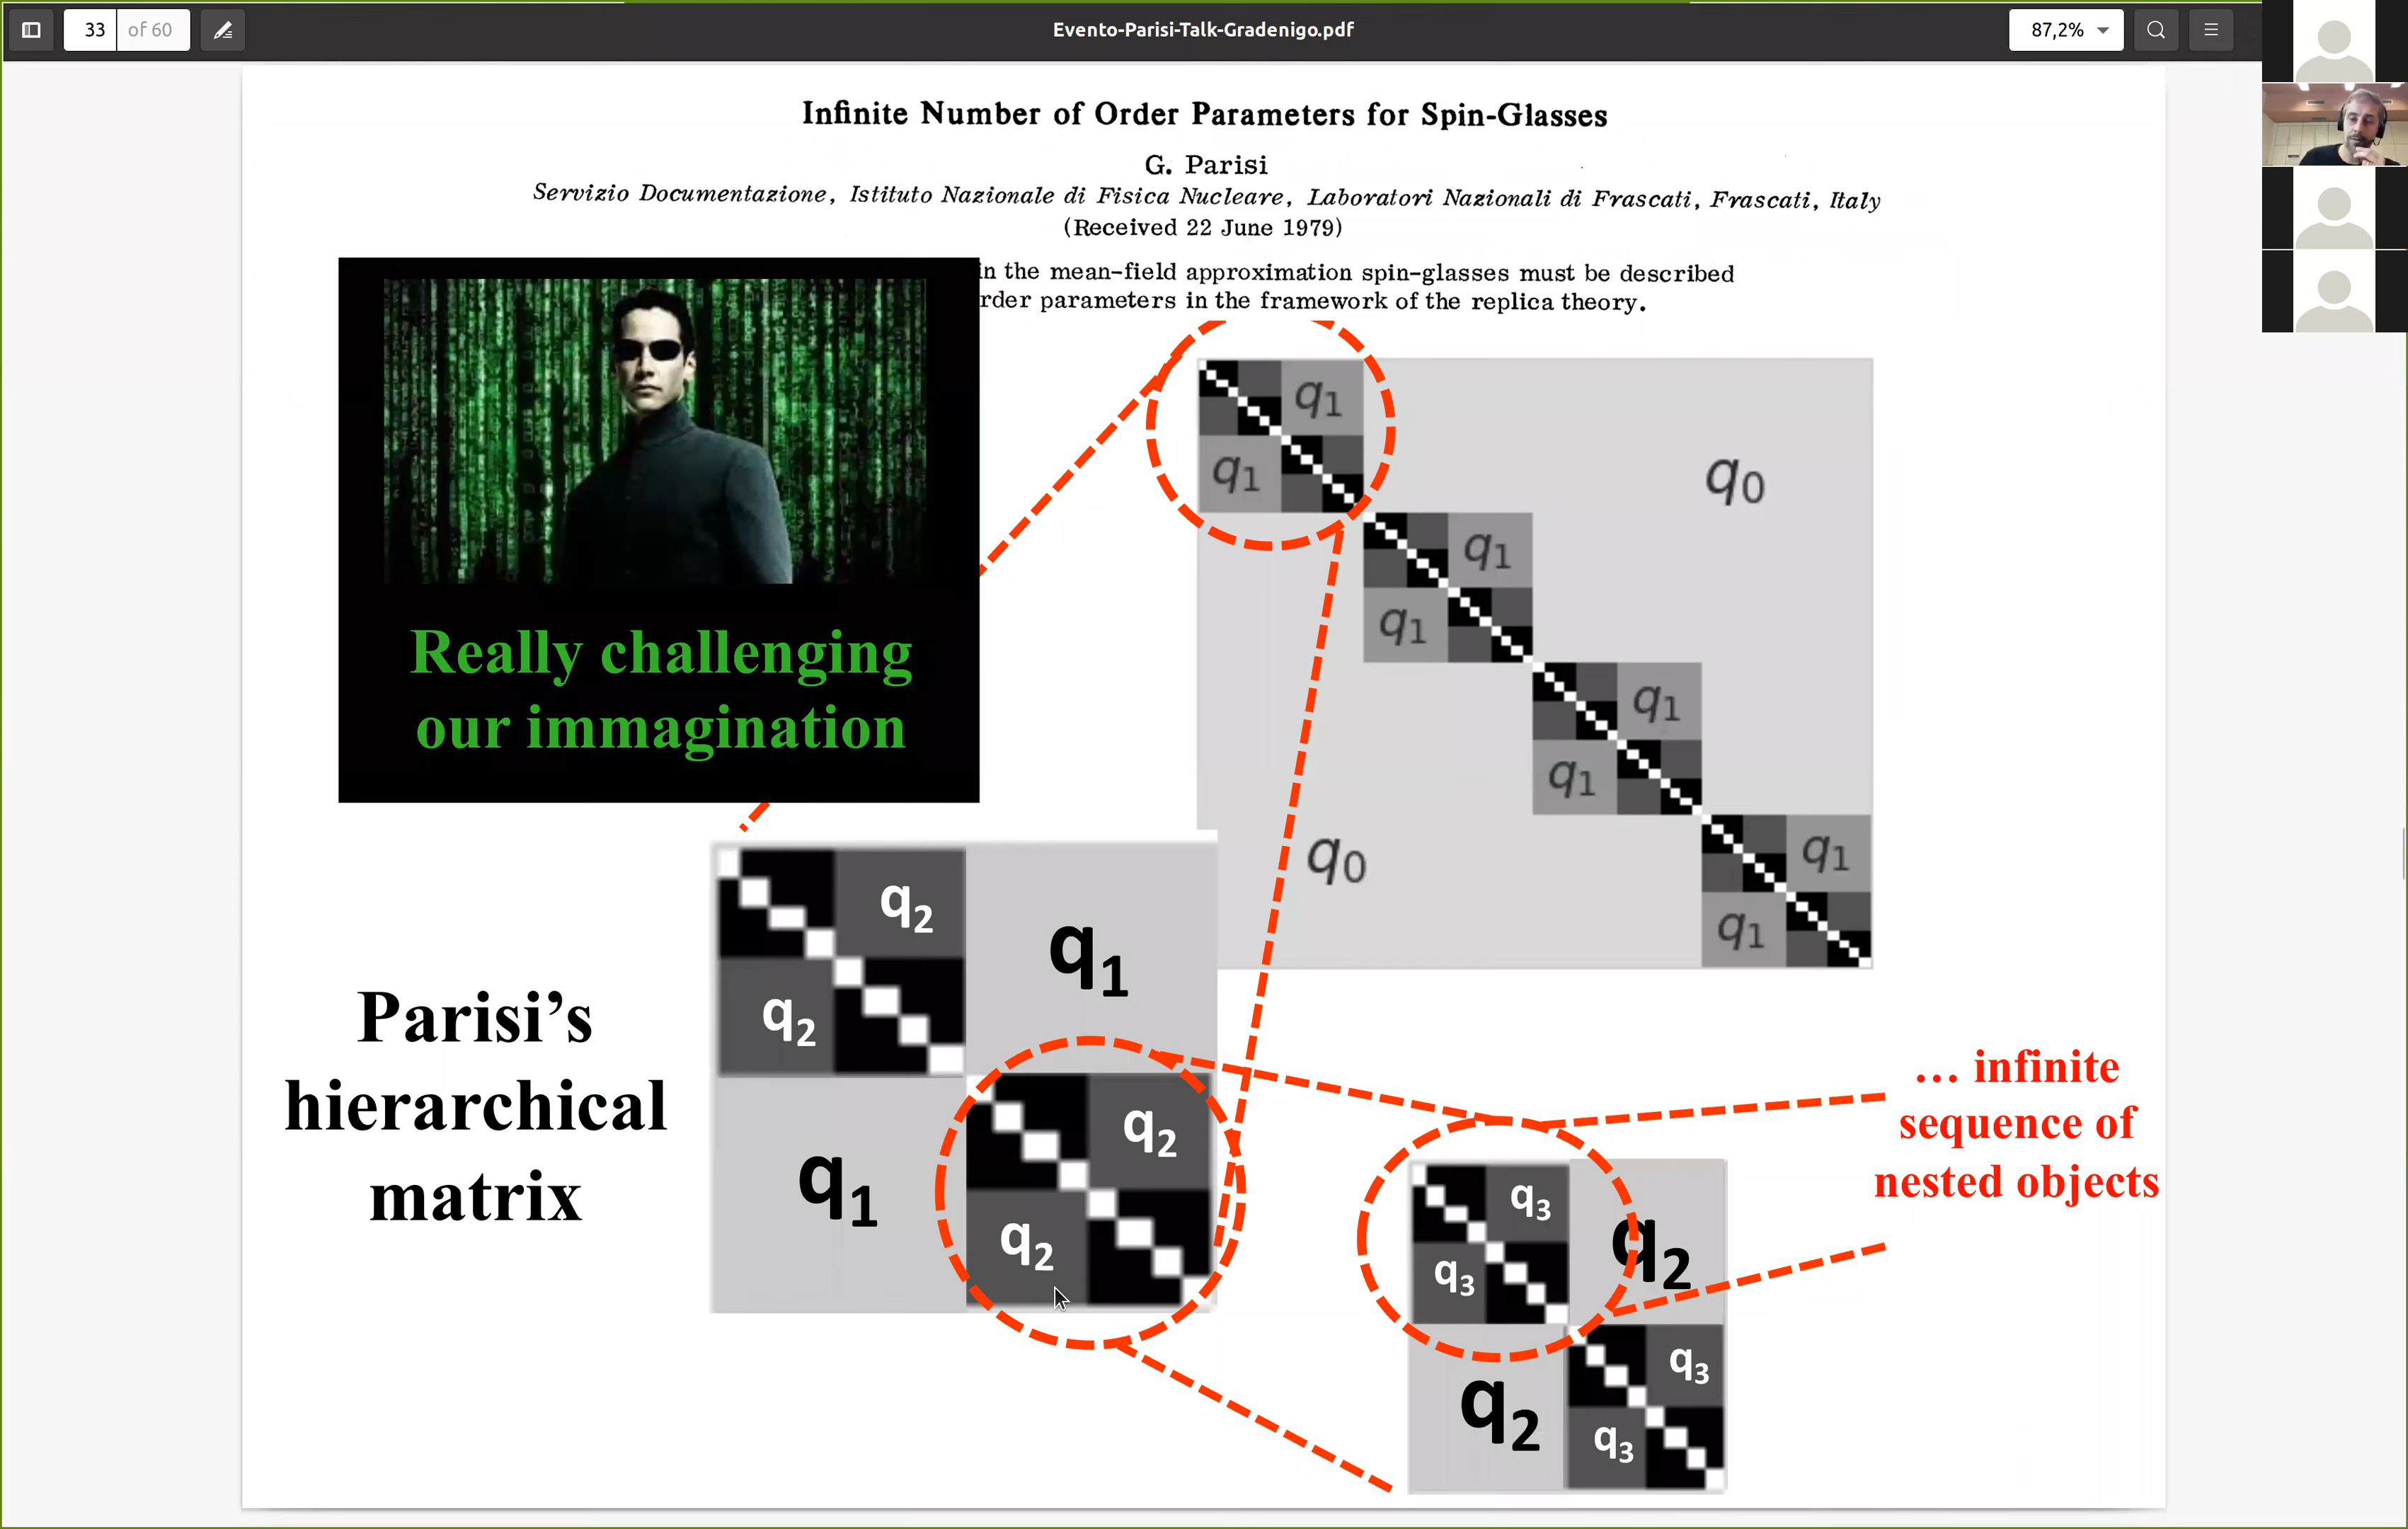 33 of 60
Evento-Parisi-Talk-Gradenigo.pdf
87,2%
Infinite Number of Order Parameters for Spin-Glasses
G. Parisi
Servizio Documentazione, Istituto Nazionale di Fisica Nucleare, Laboratori Nazionali di Frascati, Frascati, Italy
(Received 22 June 1979)
in the mean-field approximation spin-glasses must be described
rder parameters in the framework of the replica theory.
Really challenging
our immagination
q1
q1
q0
q1
q1
q1
q1
q0
q1
q1
q2
q1
q2
q1
q2
q2
Parisi's
hierarchical
matrix
q3
q2
q3
q3
q2
q3
... infinite
sequence of
nested objects